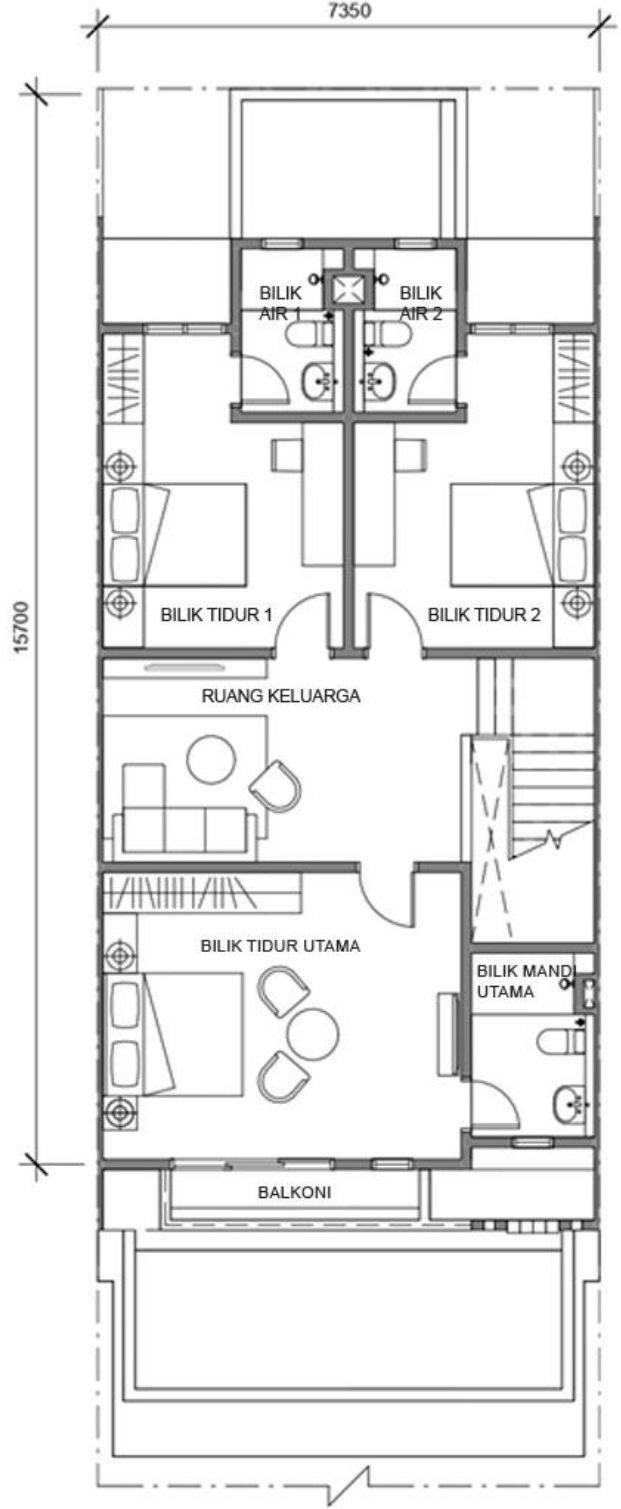 7350
15700
BILIK
AIR 1
BILIK
AIR 2
BILIK TIDUR 1
BILIK TIDUR 2
RUANG KELUARGA
BILIK TIDUR UTAMA
BILIK MANDI
UTAMA
BALKONI